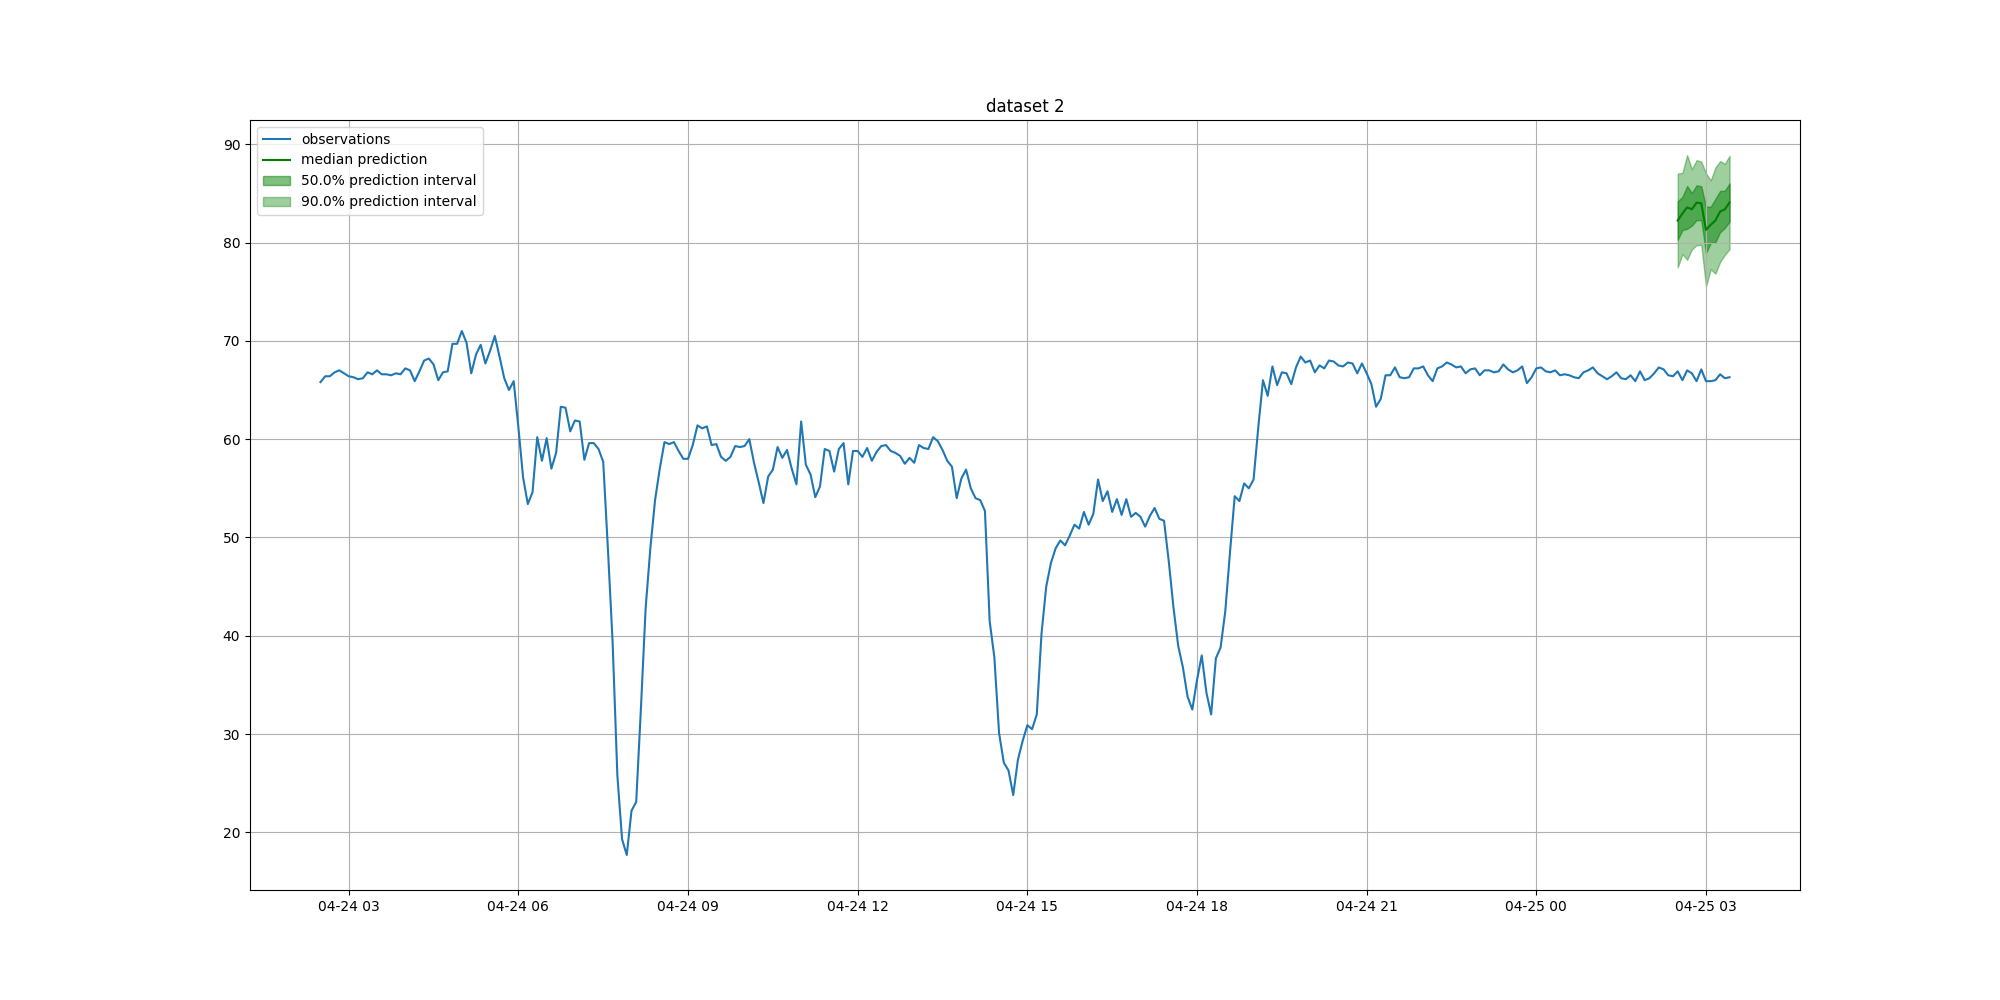 dataset 2
observations
median prediction
50.0% prediction interval
90.0% prediction interval
90
80
70
60
50
40
30
20
04-24 03 04-24 06 04-24 09 04-24 12 04-24 15 04-24 18 04-24 21 04-25 00 04-25 03